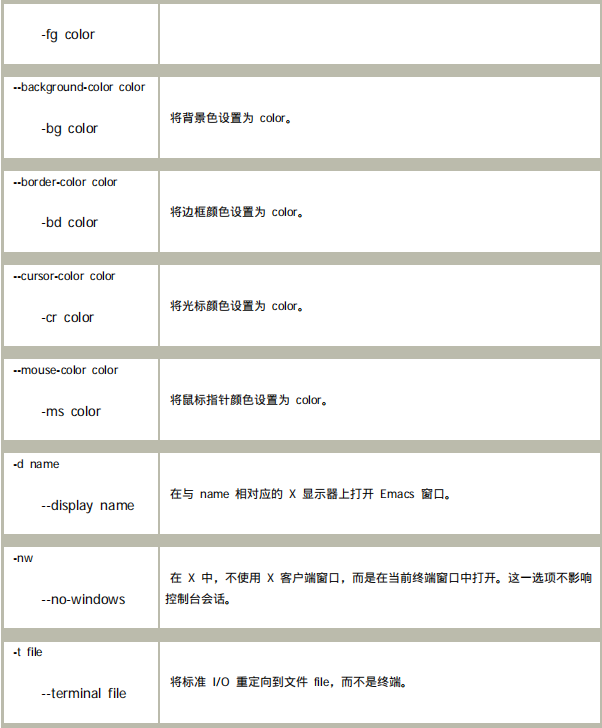 -fg color
--background-color color
-bg color
将背景色设置为 color。
--border-color color
-bd color
将边框颜色设置为 color。
--cursor-color color
-cr color
将光标颜色设置为 color。
--mouse-color color
-ms color
将鼠标指针颜色设置为 color。
-d name
--display name
在与 name 相对应的 X 显示器上打开 Emacs 窗口。
-nw
--no-windows
在 X 中，不使用 X 客户端窗口，而是在当前终端窗口中打开。这一选项不影响
控制台会话。
-t file
--terminal file
将标准 I/O 重定向到文件 file，而不是终端。